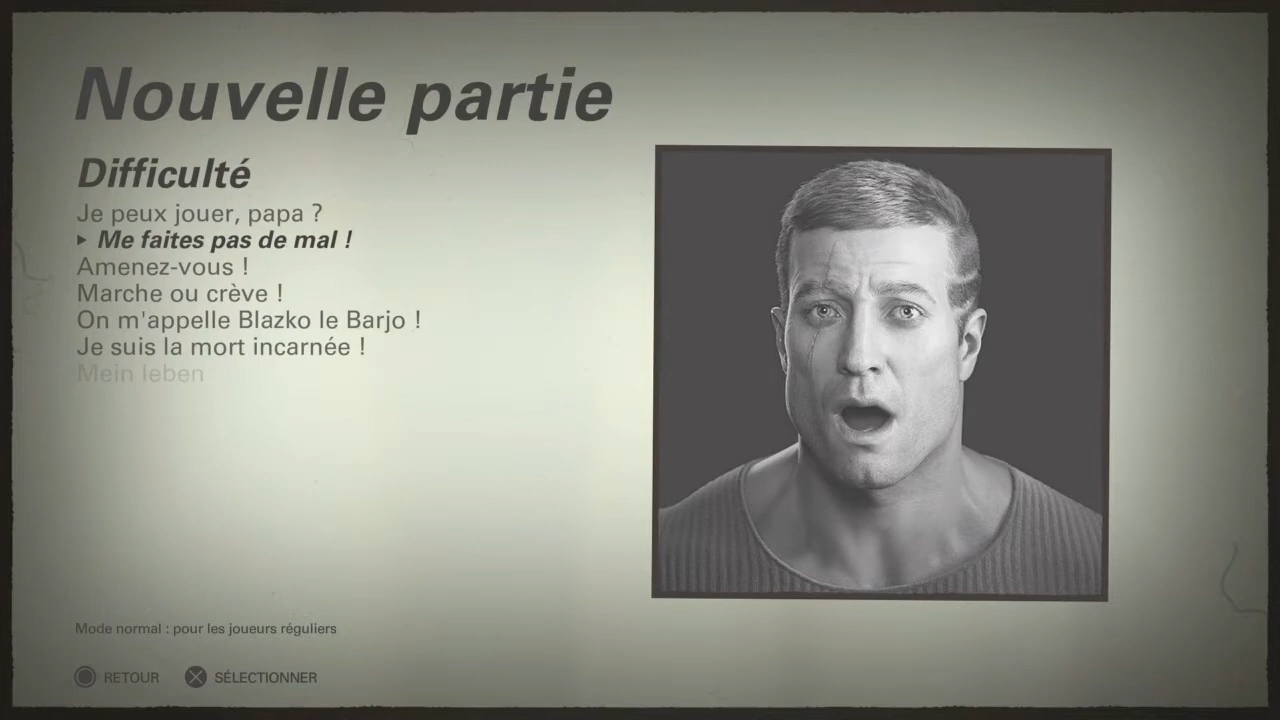 Nouvelle partie
Difficulté
Je peux jouer, papa ?
Me faites pas de mal !
Amenez-vous !
Marche ou crève !
On m'appelle Blazko le Barjo !
Je suis la mort incarnée !
Mein leben
Mode normal : pour les joueurs réguliers
RETOUR SÉLECTIONNER